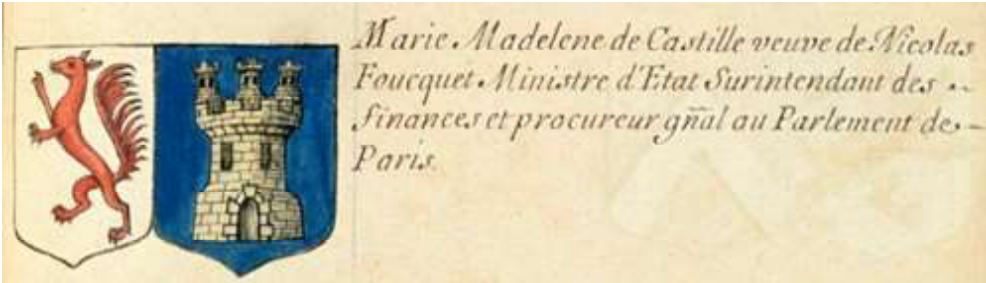 Marie Madelene de Castille veuve de Nicolas
Foucquet Ministre d'Etat Surintendant des
finances et procureur gñal au Parlement de
Paris.